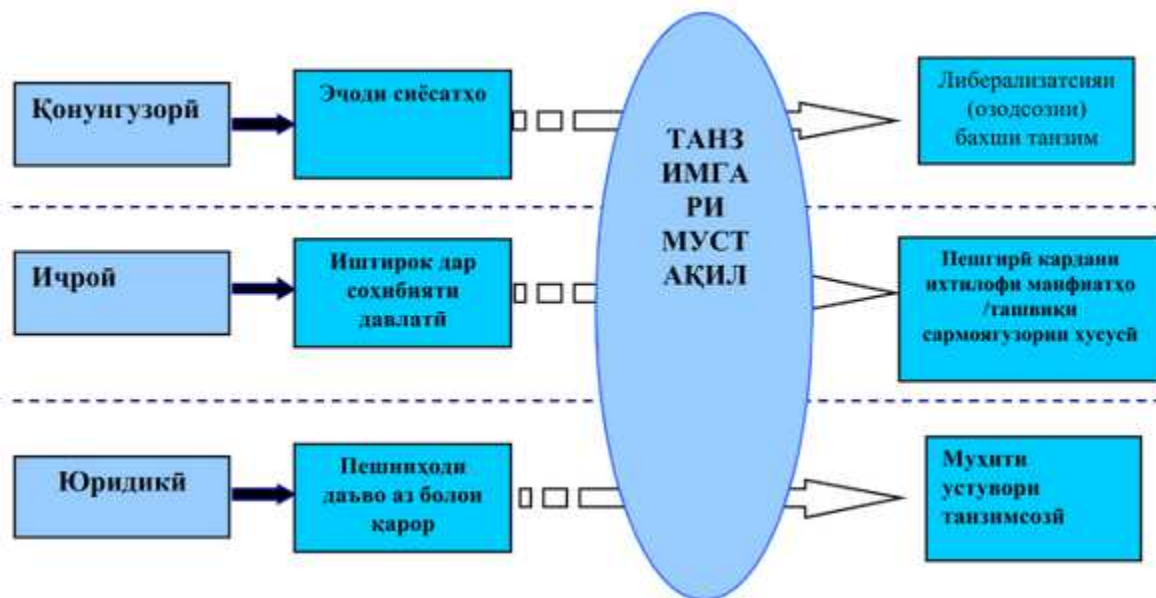 Қонунгузорӣ
Эҷоди сиёсатҳо
ТАНЗ
ИМГА
РИ
МУСТ
АҚИЛ
Либерализатсияи
(озодсозии)
бахши танзим
Иҷроӣ
Иштирок дар
соҳибияти
давлатӣ
Пешгирӣ кардани
ихтилофи манфиатҳо
/ташвиқи
сармоягузории хусусӣ
Юридикӣ
Пешниҳоди
даъво аз болои
қарор
Муҳити
устувори
танзимсозӣ